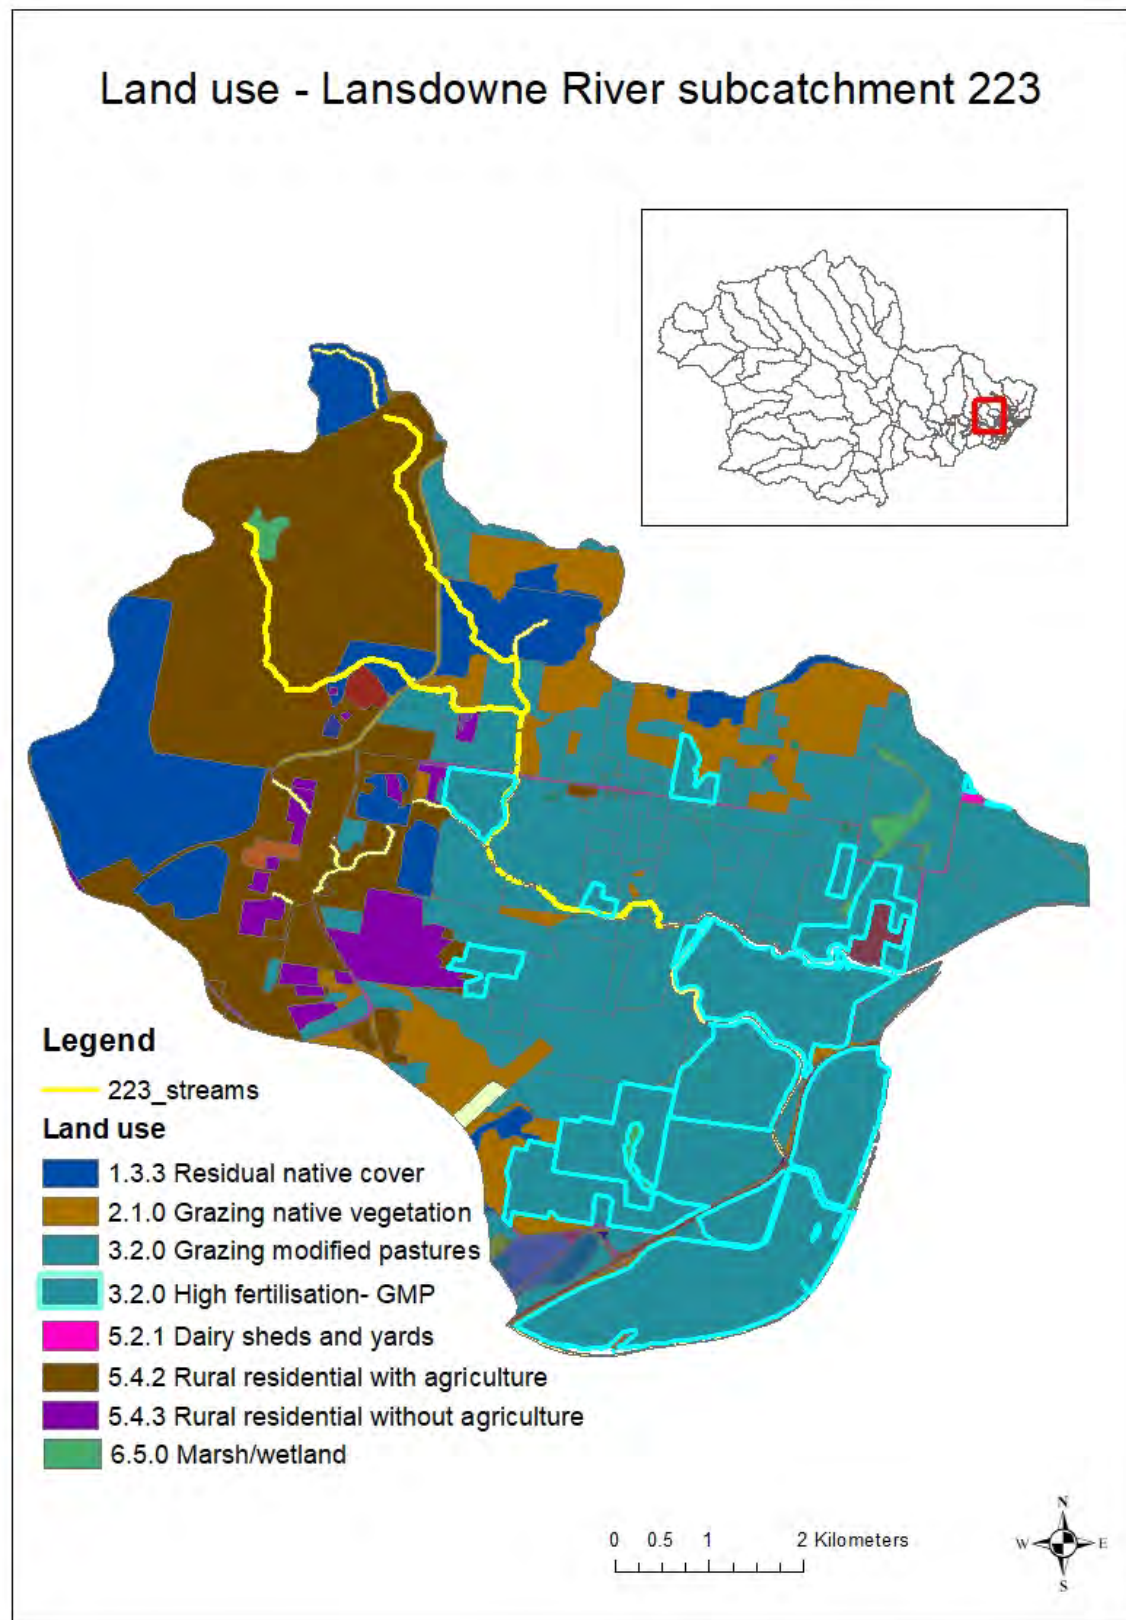 Land use - Lansdowne River subcatchment 223
Legend
223_streams
Land use
1.3.3 Residual native cover
2.1.0 Grazing native vegetation
3.2.0 Grazing modified pastures
3.2.0 High fertilisation- GMP
5.2.1 Dairy sheds and yards
5.4.2 Rural residential with agriculture
5.4.3 Rural residential without agriculture
6.5.0 Marsh/wetland
0 0.5 1 2 Kilometers
N
W E
S